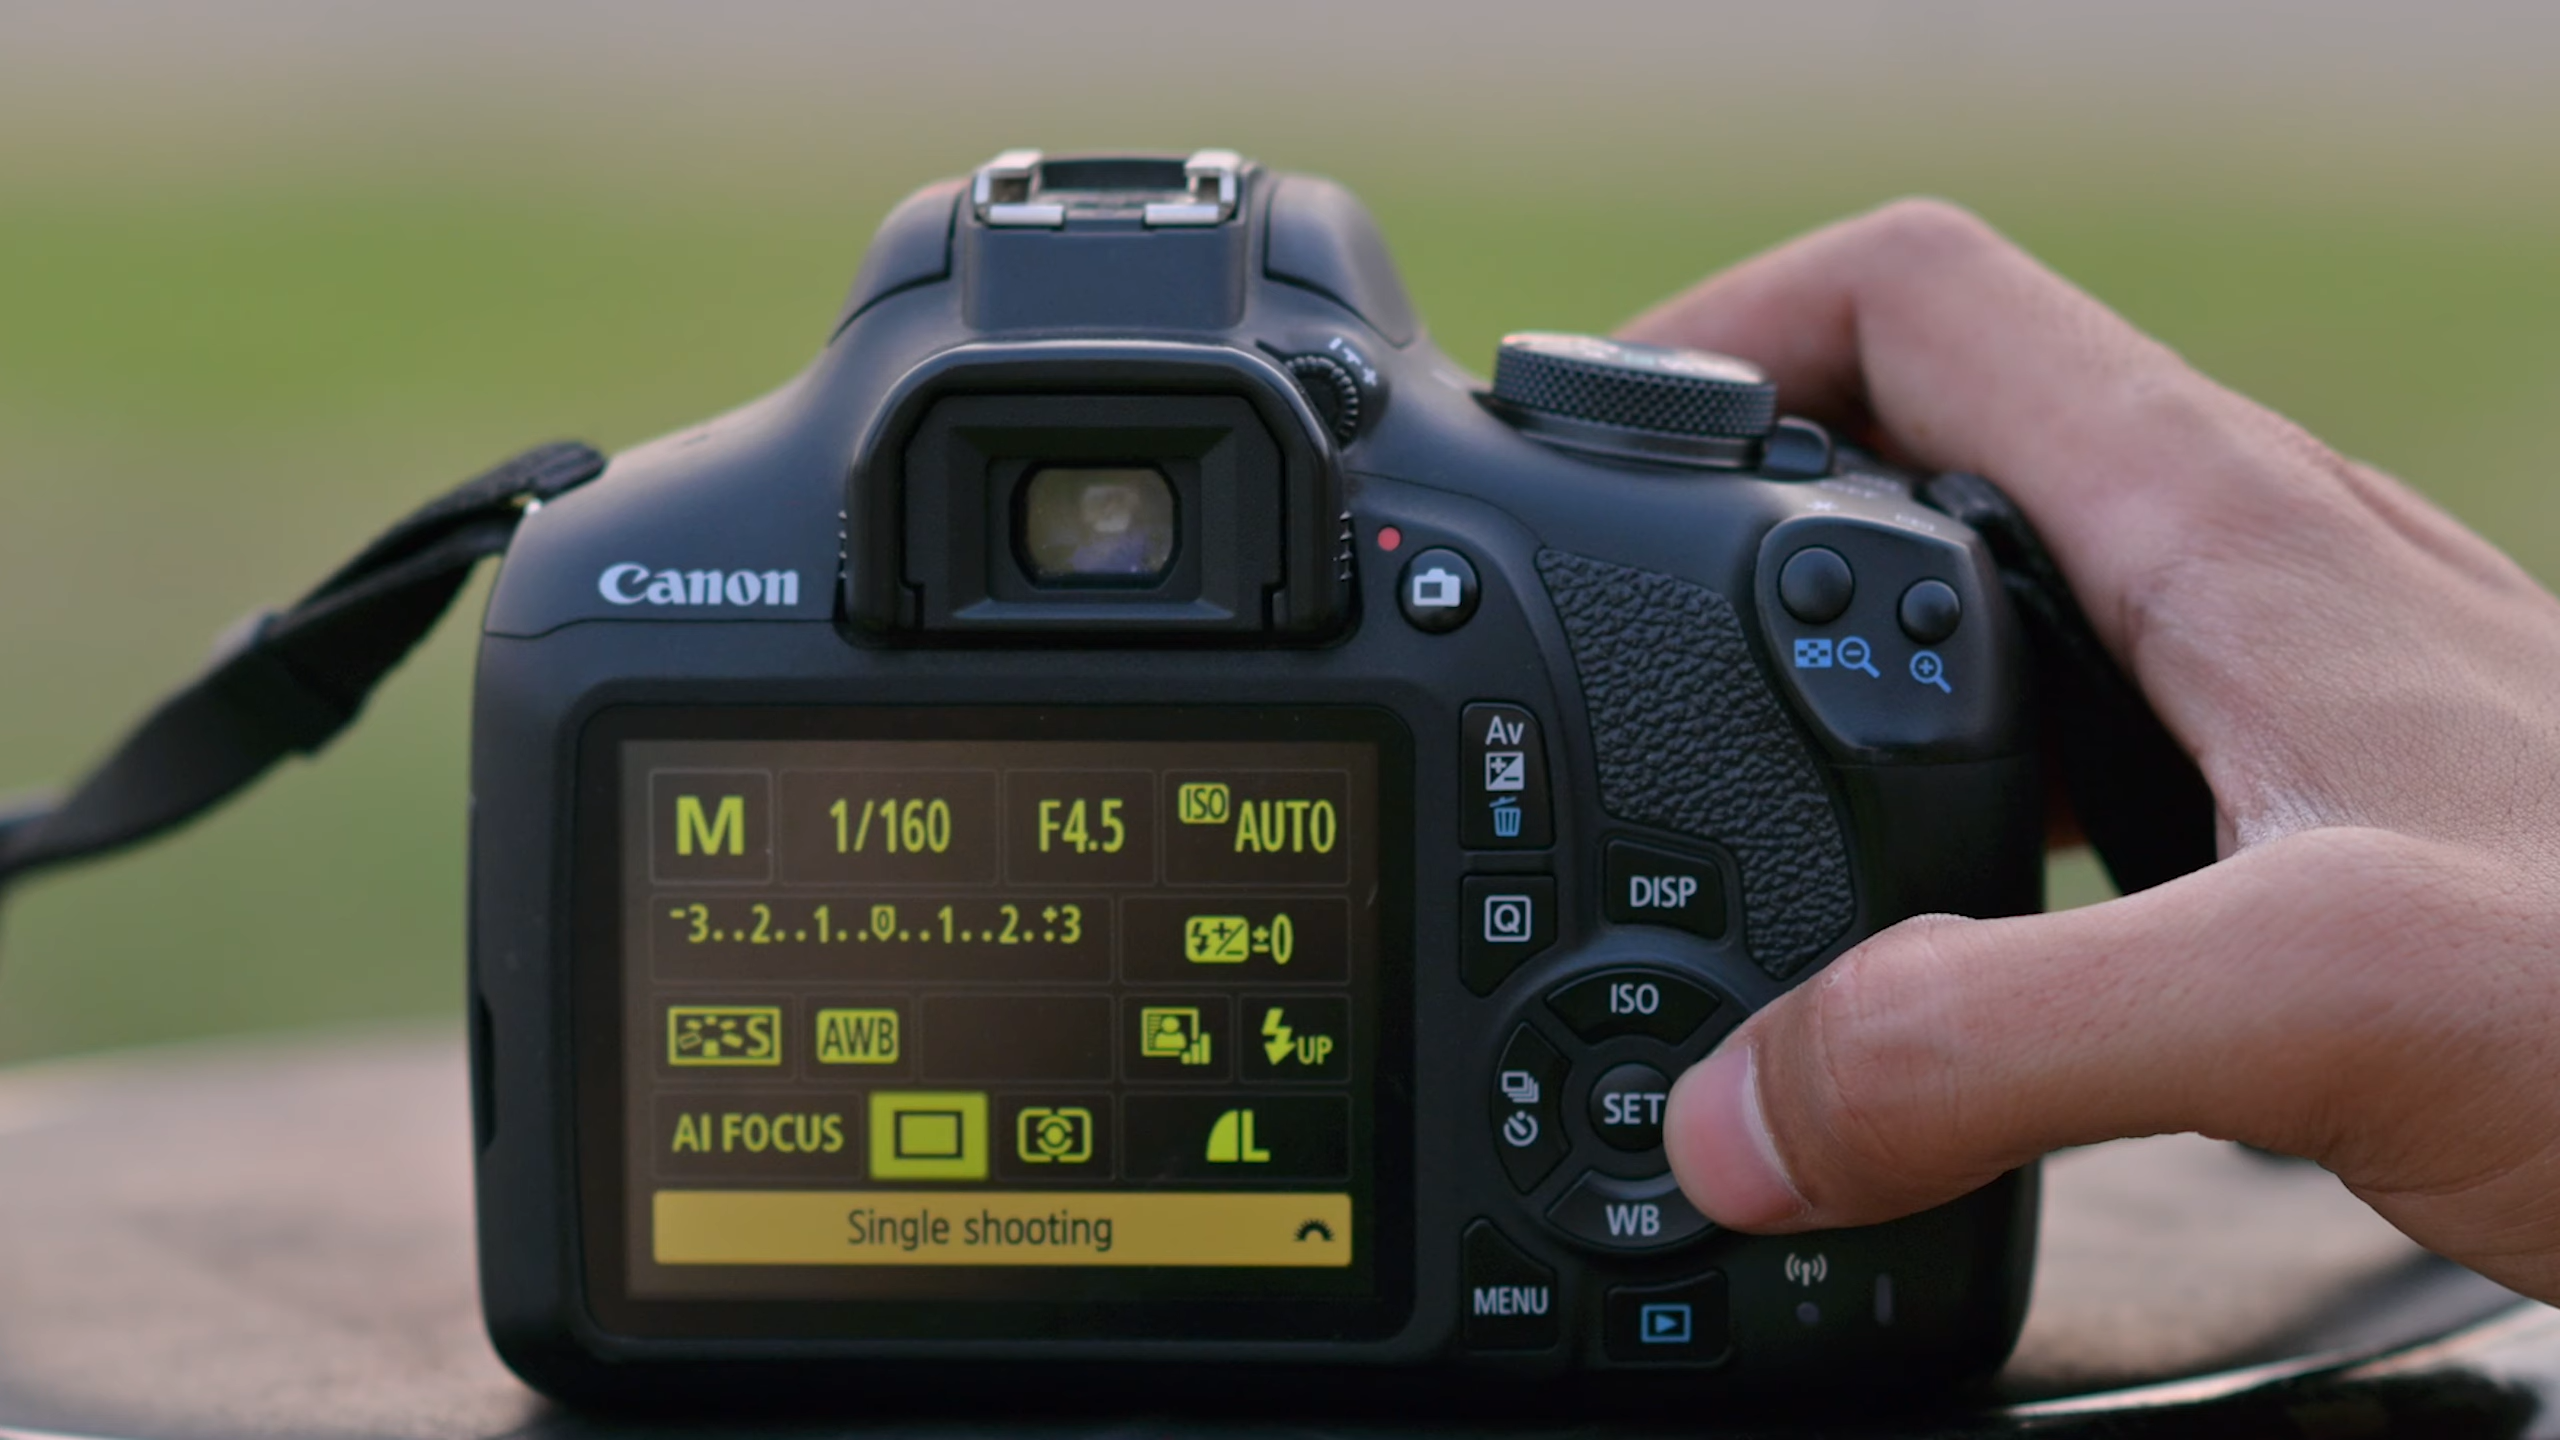 Canon
M 1/160 F4.5 ISO AUTO
-3..2..1..0..1..2.:+3 ±0
S AWB UP
AI FOCUS L
Single shooting
Av
Q
DISP
ISO
SET
WB
MENU